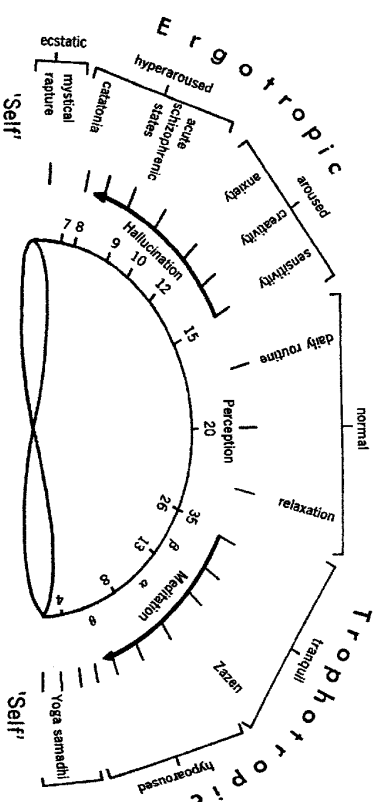 Ergotropic
Trophotropic
ecstatic
hyperaroused
aroused
normal
tranquil
hypoaroused
mystical
rapture
catatonia
acute
schizophrenic
states
anxiety
creativity
sensitivity
daily routine
relaxation
Zazen
Yoga samadhi
'Self'
'Self'
Hallucination
Perception
Meditation
7
8
9
10
12
15
20
35
26
β
13
α
8
θ
4